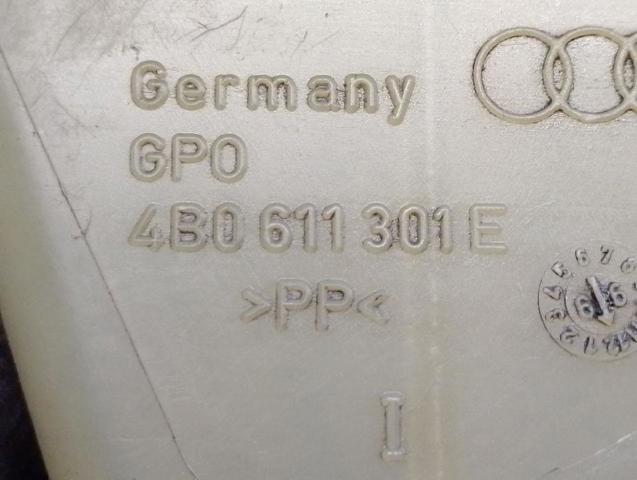 Germany
GPO
4B0 611 301 E
>PP<
I